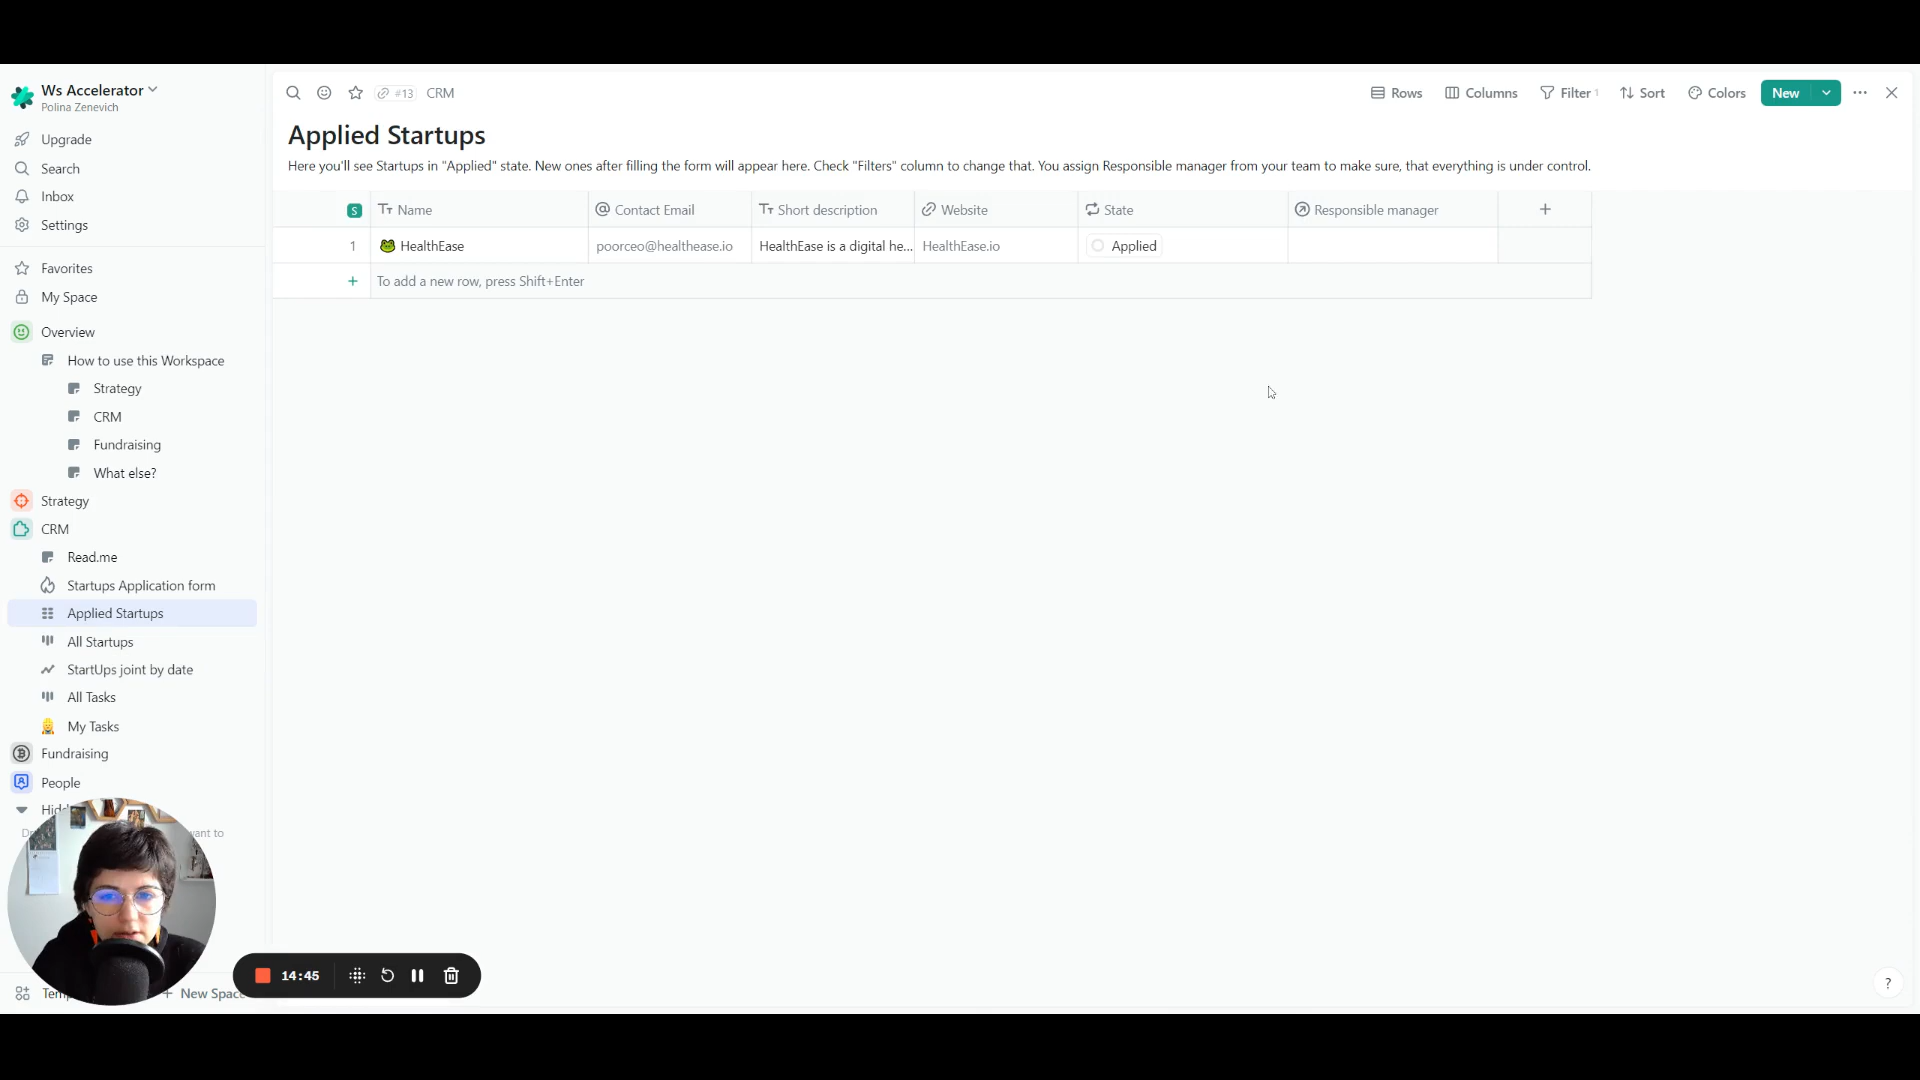 Ws Accelerator
Polina Zenevich
Upgrade
Search
Inbox
Settings
Favorites
My Space
Overview
How to use this Workspace
Strategy
CRM
Fundraising
What else?
Strategy
CRM
Read.me
Startups Application form
Applied Startups
All Startups
StartUps joint by date
All Tasks
My Tasks
Fundraising
People
want to
New Space
#13 CRM
Rows Columns Filter 1 Sort Colors New
Applied Startups
Here you'll see Startups in "Applied" state. New ones after filling the form will appear here. Check "Filters" column to change that. You assign Responsible manager from your team to make sure, that everything is under control.
S Name Contact Email Short description Website State Responsible manager +
1 HealthEase poorceo@healthease.io HealthEase is a digital he... HealthEase.io Applied
+ To add a new row, press Shift+Enter
14:45
?